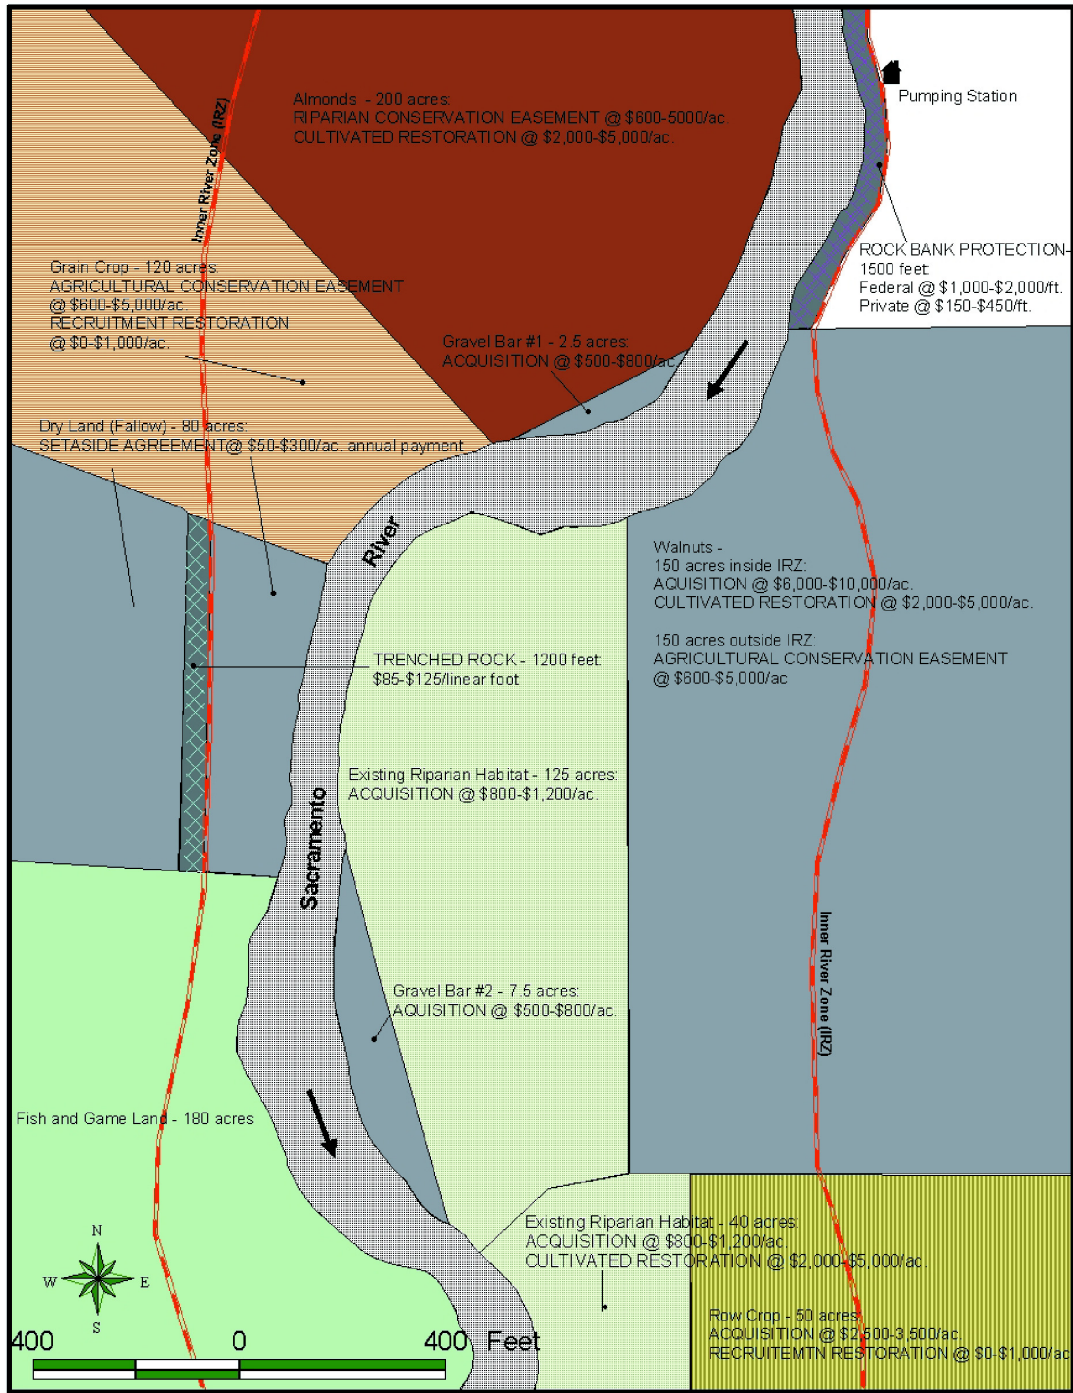 Almonds - 200 acres:
RIPARIAN CONSERVATION EASEMENT @ $600-5000/ac.
CULTIVATED RESTORATION @ $2,000-$5,000/ac.
Pumping Station
Inner River Zone (IRZ)
ROCK BANK PROTECTION-
1500 feet:
Federal @ $1,000-$2,000/ft.
Private @ $150-$450/ft.
Grain Crop - 120 acres:
AGRICULTURAL CONSERVATION EASEMENT
@ $600-$5,000/ac.
RECRUITMENT RESTORATION
@ $0-$1,000/ac.
Gravel Bar #1 - 2.5 acres:
ACQUISITION @ $500-$800/ac.
Dry Land (Fallow) - 80 acres:
SETASIDE AGREEMENT@ $50-$300/ac. annual payment
River
Walnuts -
150 acres inside IRZ:
AQUISITION @ $6,000-$10,000/ac.
CULTIVATED RESTORATION @ $2,000-$5,000/ac.
150 acres outside IRZ:
AGRICULTURAL CONSERVATION EASEMENT
@ $600-$5,000/ac
TRENCHED ROCK - 1200 feet:
$85-$125/linear foot
Existing Riparian Habitat - 125 acres:
ACQUISITION @ $800-$1,200/ac.
Sacramento
Inner River Zone (IRZ)
Gravel Bar #2 - 7.5 acres:
AQUISITION @ $500-$800/ac.
Fish and Game Land - 180 acres
Existing Riparian Habitat - 40 acres:
ACQUISITION @ $800-$1,200/ac.
CULTIVATED RESTORATION @ $2,000-$5,000/ac.
N
W E
S
Row Crop - 50 acres:
ACQUISITION @ $2,500-3,500/ac.
RECRUITEMTN RESTORATION @ $0-$1,000/ac
400 0 400 Feet